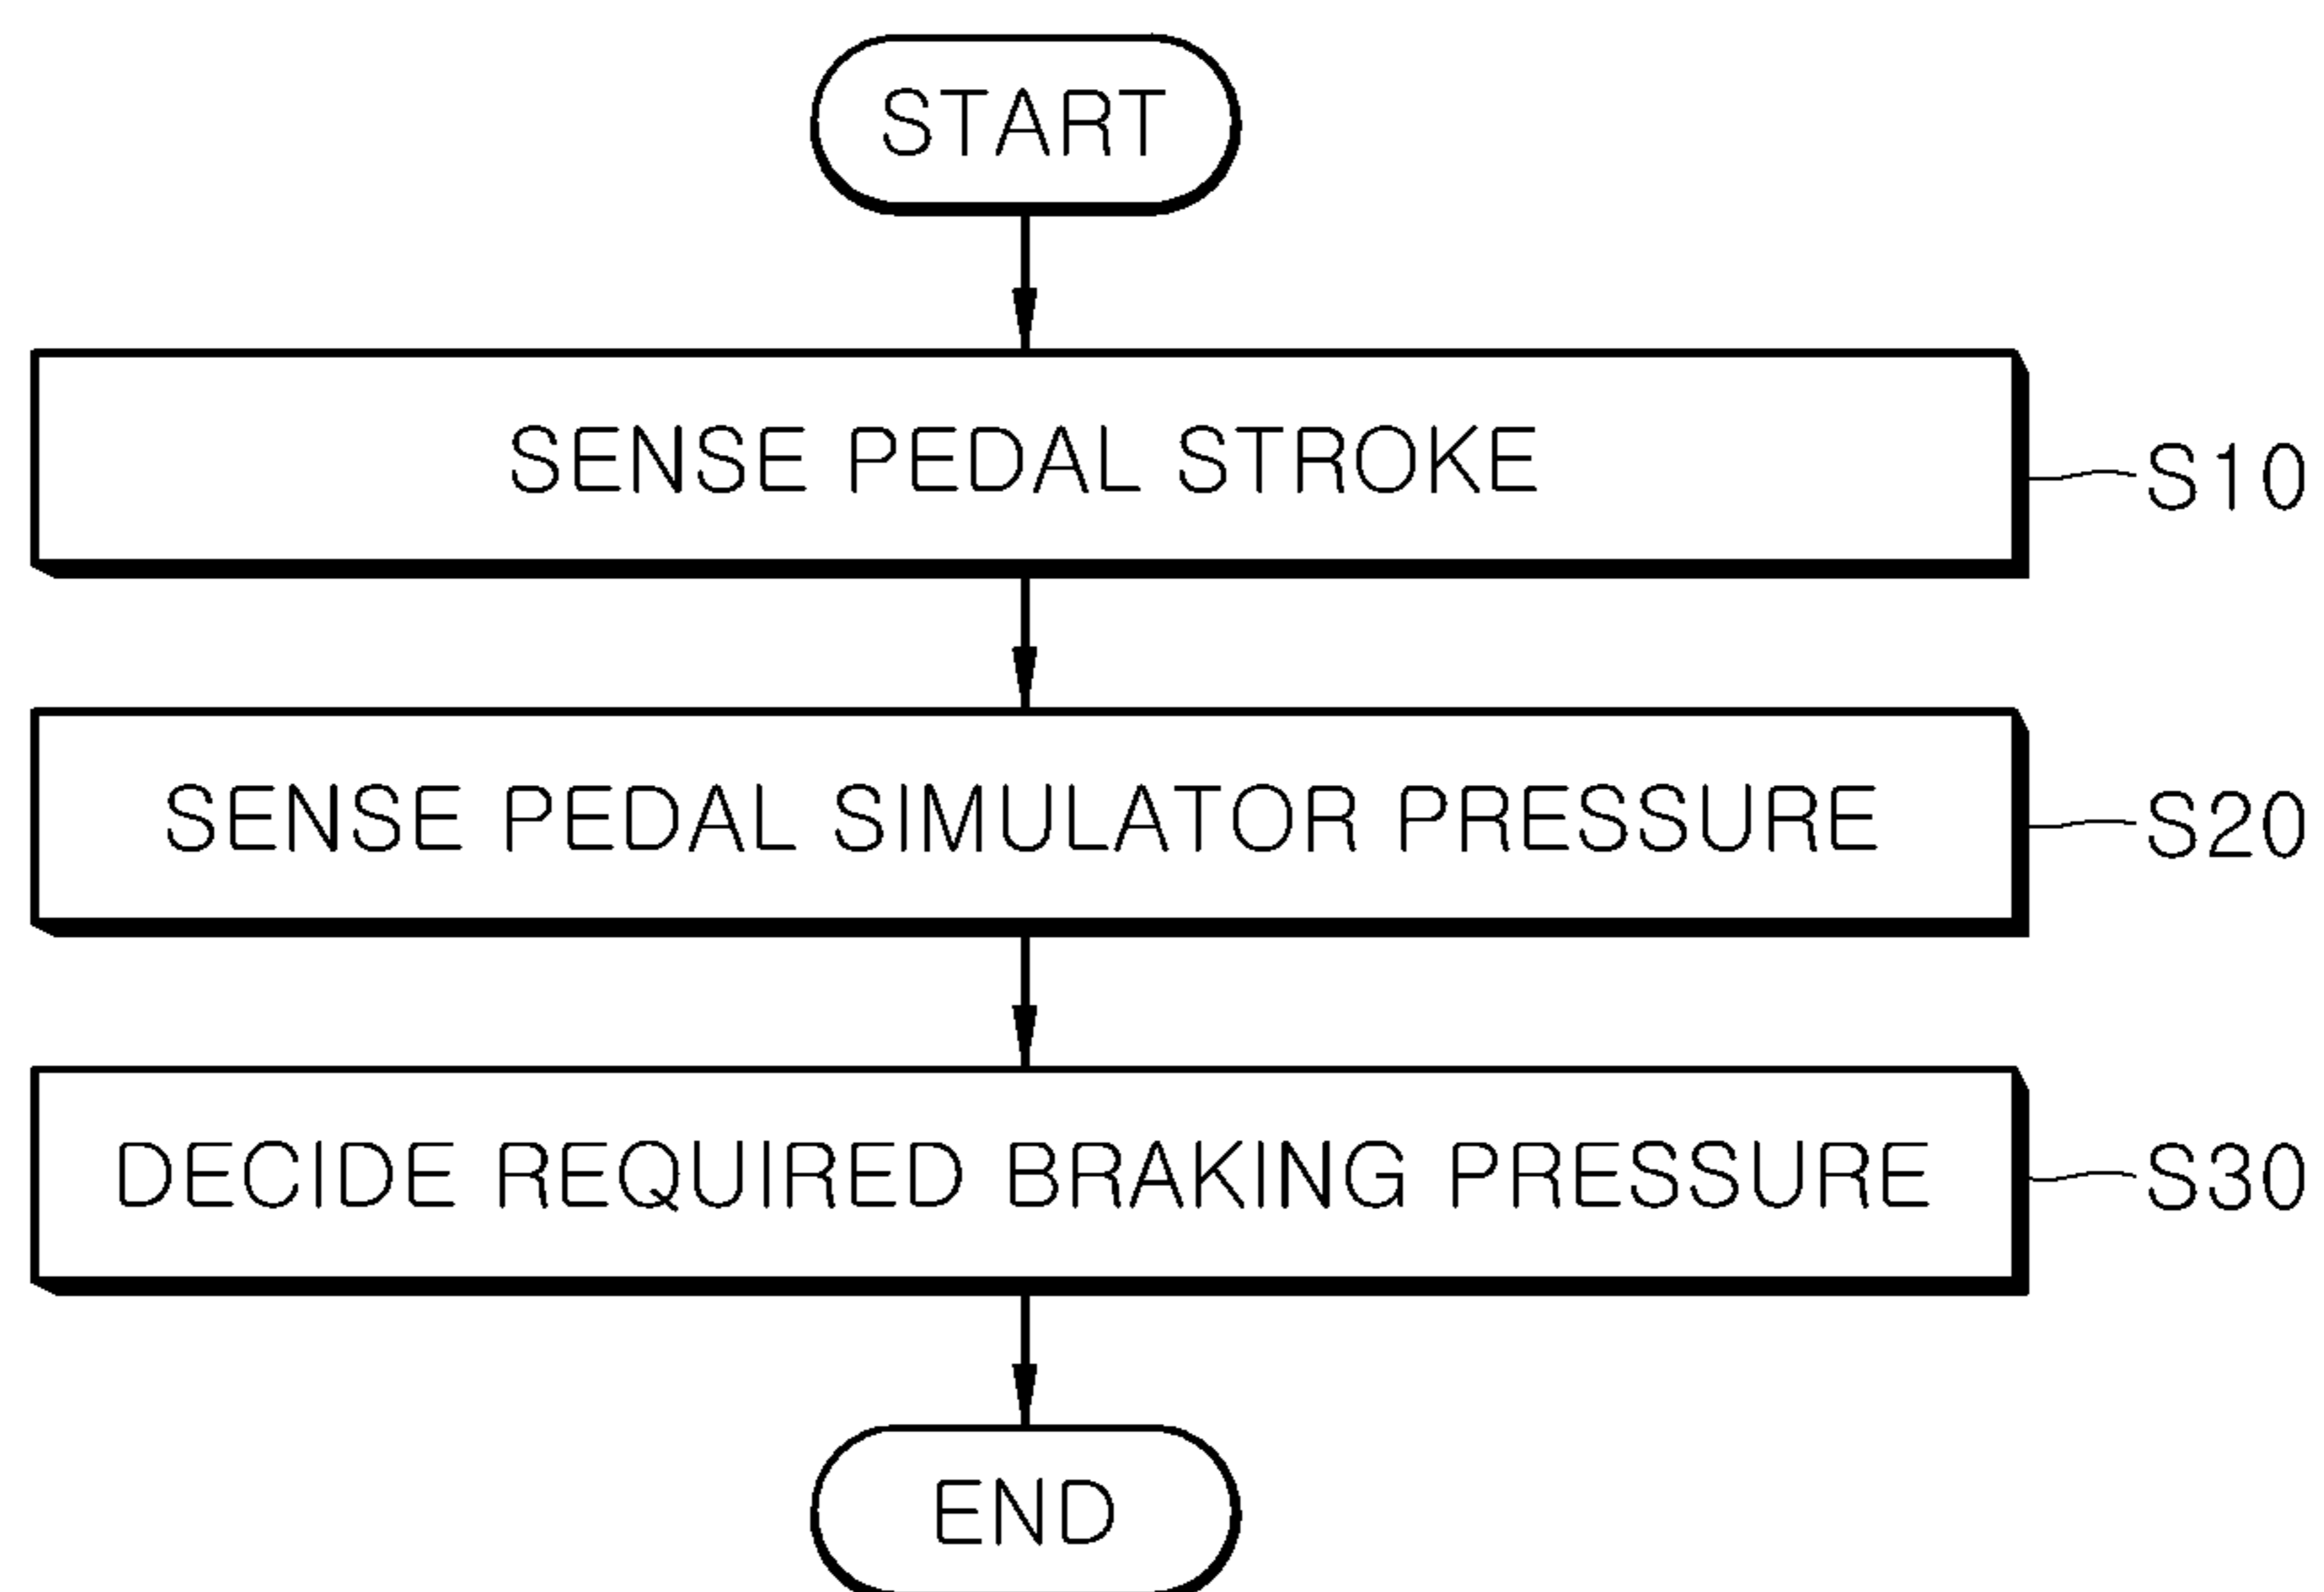 START
SENSE PEDAL STROKE
S10
SENSE PEDAL SIMULATOR PRESSURE
S20
DECIDE REQUIRED BRAKING PRESSURE
S30
END